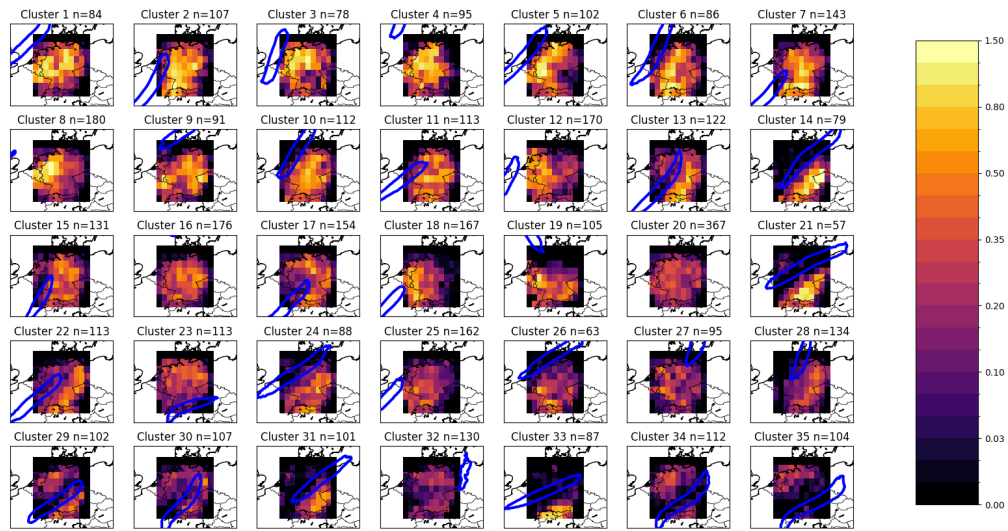 Cluster 1 n=84
Cluster 2 n=107
Cluster 3 n=78
Cluster 4 n=95
Cluster 5 n=102
Cluster 6 n=86
Cluster 7 n=143
Cluster 8 n=180
Cluster 9 n=91
Cluster 10 n=112
Cluster 11 n=113
Cluster 12 n=170
Cluster 13 n=122
Cluster 14 n=79
Cluster 15 n=131
Cluster 16 n=176
Cluster 17 n=154
Cluster 18 n=167
Cluster 19 n=105
Cluster 20 n=367
Cluster 21 n=57
Cluster 22 n=113
Cluster 23 n=113
Cluster 24 n=88
Cluster 25 n=162
Cluster 26 n=63
Cluster 27 n=95
Cluster 28 n=134
Cluster 29 n=102
Cluster 30 n=107
Cluster 31 n=101
Cluster 32 n=130
Cluster 33 n=87
Cluster 34 n=112
Cluster 35 n=104
1.50
0.80
0.50
0.35
0.20
0.10
0.03
0.00